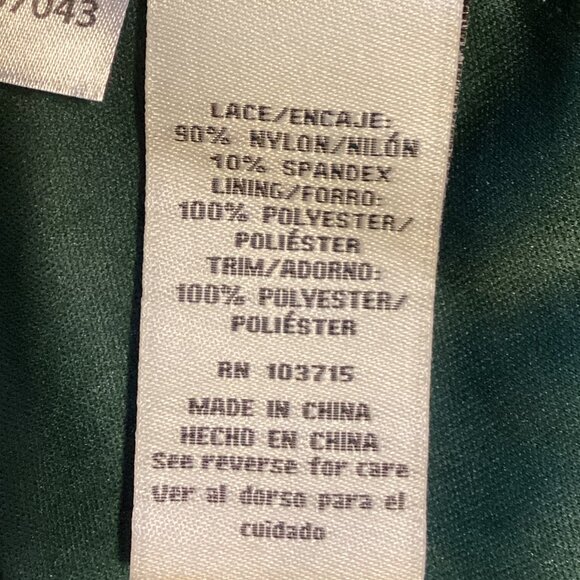 7043
LACE/ENCAJE:
90% NYLON/NILÓN
10% SPANDEX
LINING/FORRO:
100% POLYESTER/
POLIÉSTER
TRIM/ADORNO:
100% POLYESTER/
POLIÉSTER
RN 103715
MADE IN CHINA
HECHO EN CHINA
See reverse for care
Ver al dorso para el
cuidado